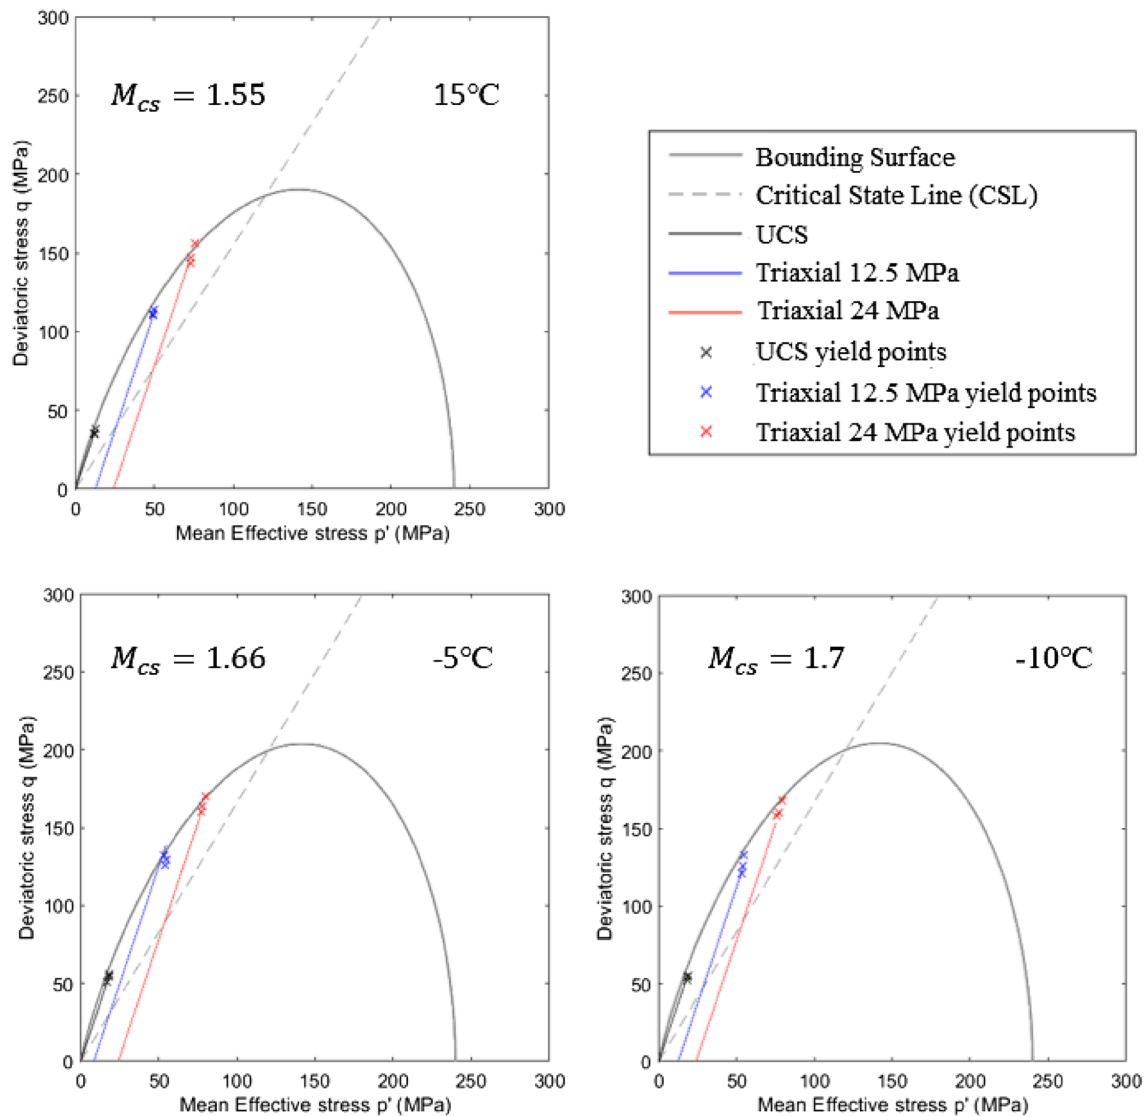 300
250
200
150
100
50
0
Deviatoric stress q (MPa)
M_cs = 1.55
15℃
0 50 100 150 200 250 300
Mean Effective stress p' (MPa)
Bounding Surface
Critical State Line (CSL)
UCS
Triaxial 12.5 MPa
Triaxial 24 MPa
UCS yield points
Triaxial 12.5 MPa yield points
Triaxial 24 MPa yield points
300
250
200
150
100
50
0
Deviatoric stress q (MPa)
M_cs = 1.66
-5℃
0 50 100 150 200 250 300
Mean Effective stress p' (MPa)
300
250
200
150
100
50
0
Deviatoric stress q (MPa)
M_cs = 1.7
-10℃
0 50 100 150 200 250 300
Mean Effective stress p' (MPa)